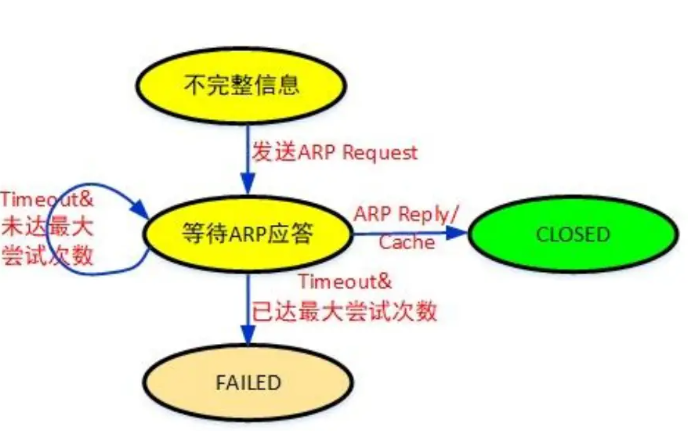 不完整信息
发送ARP Request
Timeout&
未达最大
尝试次数
等待ARP应答
ARP Reply/
Cache
CLOSED
Timeout&
已达最大尝试次数
FAILED